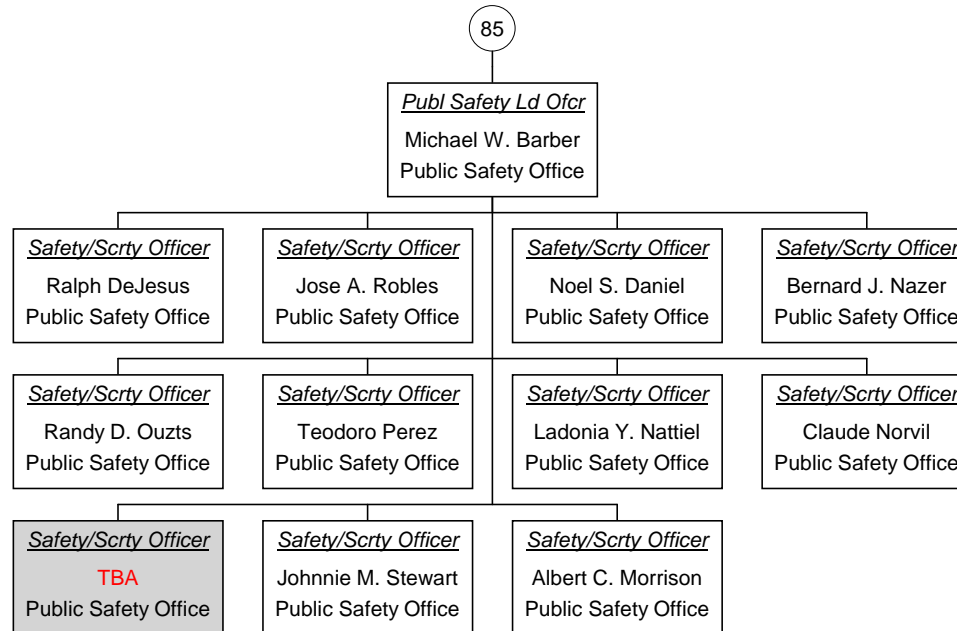 85
Publ Safety Ld Ofcr
Michael W. Barber
Public Safety Office
Safety/Scrty Officer
Ralph DeJesus
Public Safety Office
Safety/Scrty Officer
Jose A. Robles
Public Safety Office
Safety/Scrty Officer
Noel S. Daniel
Public Safety Office
Safety/Scrty Officer
Bernard J. Nazer
Public Safety Office
Safety/Scrty Officer
Randy D. Ouzts
Public Safety Office
Safety/Scrty Officer
Teodoro Perez
Public Safety Office
Safety/Scrty Officer
Ladonia Y. Nattiel
Public Safety Office
Safety/Scrty Officer
Claude Norvil
Public Safety Office
Safety/Scrty Officer
TBA
Public Safety Office
Safety/Scrty Officer
Johnnie M. Stewart
Public Safety Office
Safety/Scrty Officer
Albert C. Morrison
Public Safety Office